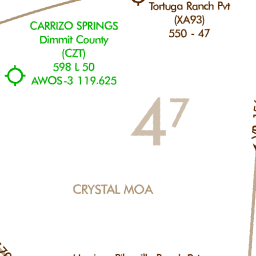 CARRIZO SPRINGS
Dimmit County
(CZT)
598 L 50
AWOS-3 119.625
Tortuga Ranch Pvt
(XA93)
550 - 47
47
CRYSTAL MOA